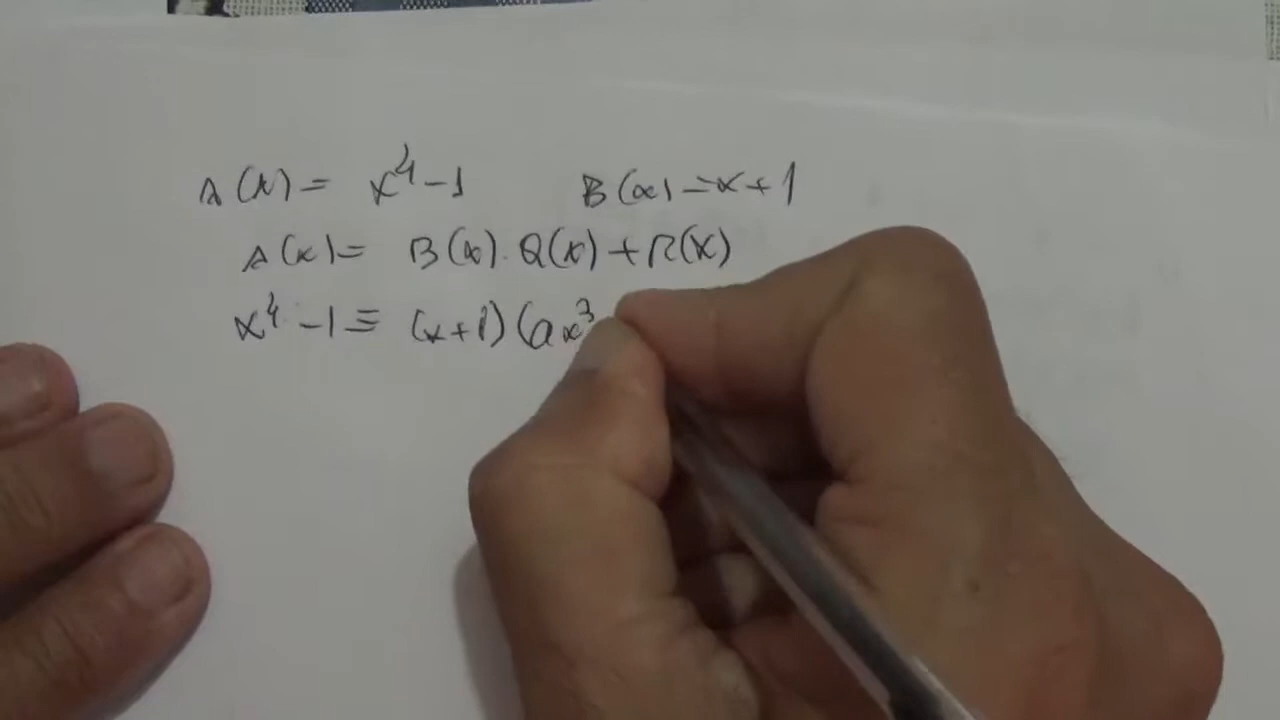 A(x) = x⁴ - 1 B(x) = x + 1
A(x) = B(x) . Q(x) + R(x)
x⁴ - 1 ≡ (x + 1) (ax³